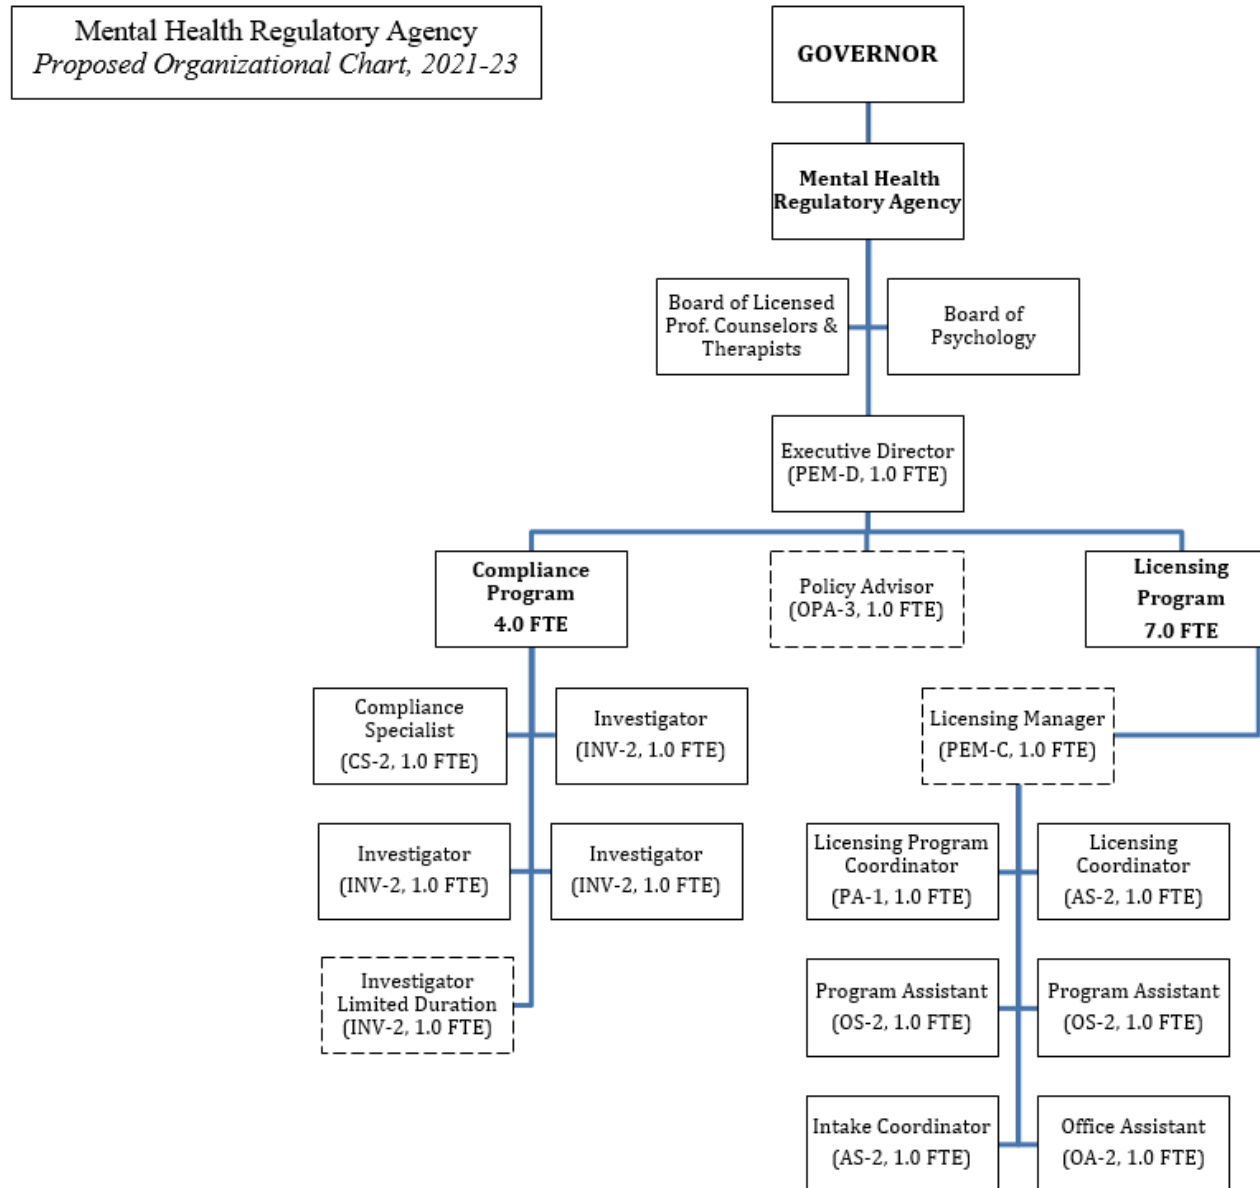 Mental Health Regulatory Agency
Proposed Organizational Chart, 2021-23
GOVERNOR
Mental Health
Regulatory Agency
Board of Licensed
Prof. Counselors &
Therapists
Board of
Psychology
Executive Director
(PEM-D, 1.0 FTE)
Compliance
Program
4.0 FTE
Policy Advisor
(OPA-3, 1.0 FTE)
Licensing
Program
7.0 FTE
Compliance
Specialist
(CS-2, 1.0 FTE)
Investigator
(INV-2, 1.0 FTE)
Licensing Manager
(PEM-C, 1.0 FTE)
Investigator
(INV-2, 1.0 FTE)
Investigator
(INV-2, 1.0 FTE)
Licensing Program
Coordinator
(PA-1, 1.0 FTE)
Licensing
Coordinator
(AS-2, 1.0 FTE)
Investigator
Limited Duration
(INV-2, 1.0 FTE)
Program Assistant
(OS-2, 1.0 FTE)
Program Assistant
(OS-2, 1.0 FTE)
Intake Coordinator
(AS-2, 1.0 FTE)
Office Assistant
(OA-2, 1.0 FTE)